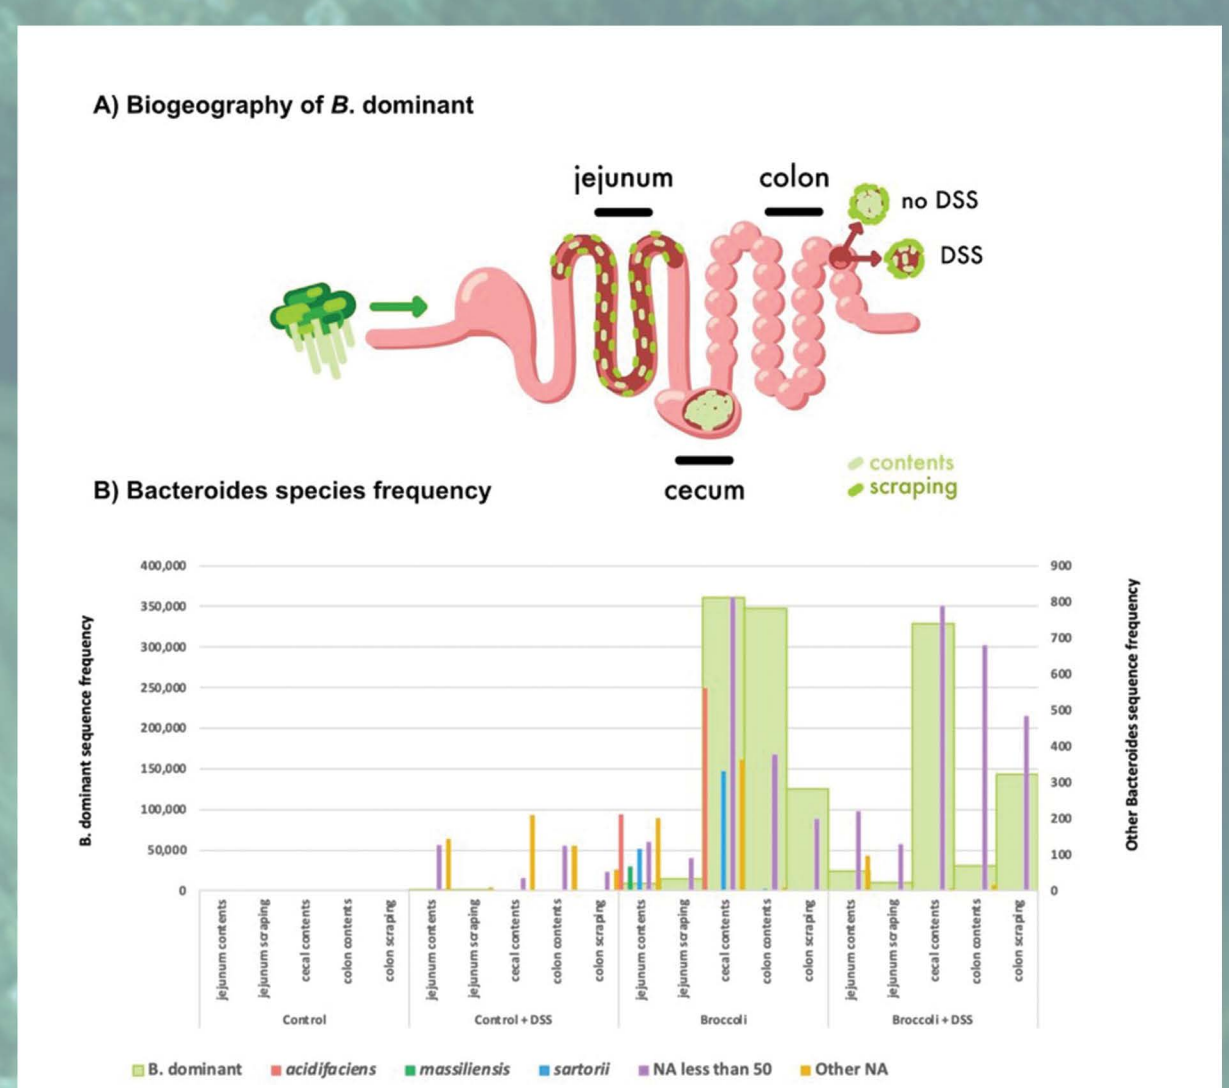 A) Biogeography of B. dominant
jejunum
colon
no DSS
DSS
contents
scraping
cecum
B) Bacteroides species frequency
B. dominant sequence frequency
400,000
350,000
300,000
250,000
200,000
150,000
100,000
50,000
0
900
800
700
600
500
400
300
200
100
0
Other Bacteroides sequence frequency
jejunum contents
jejunum scraping
cecal contents
colon contents
colon scraping
jejunum contents
jejunum scraping
cecal contents
colon contents
colon scraping
jejunum contents
jejunum scraping
cecal contents
colon contents
colon scraping
jejunum contents
jejunum scraping
cecal contents
colon contents
colon scraping
Control
Control + DSS
Broccoli
Broccoli + DSS
B. dominant
acidifaciens
massiliensis
sartorii
NA less than 50
Other NA